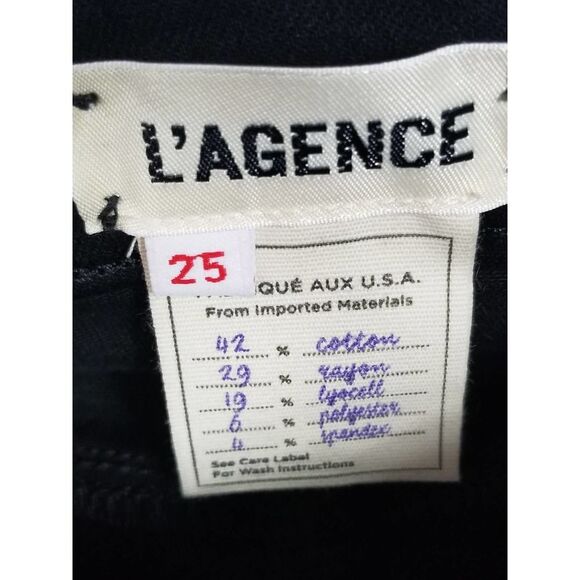 L'AGENCE
25
QUÉ AUX U.S.A.
From Imported Materials
42 % cotton
29 % rayon
19 % lyocell
6 % polyester
4 % spandex
See Care Label
For Wash Instructions